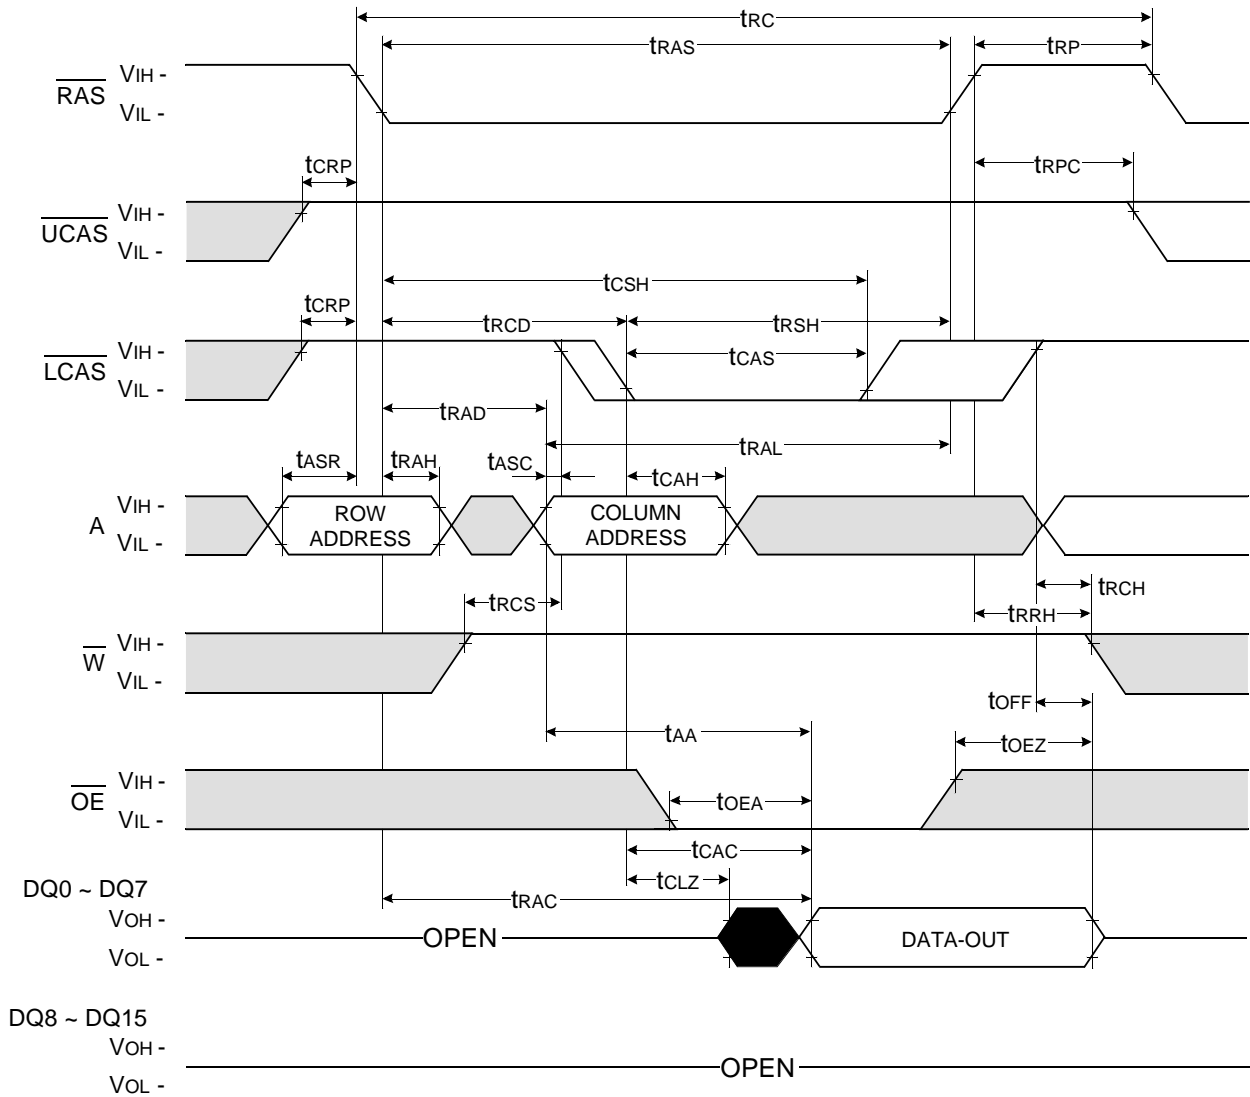 tRC
tRAS
tRP
RAS
VIH -
VIL -
tCRP
tRPC
UCAS
VIH -
VIL -
tCSH
tCRP
tRCD
tRSH
LCAS
VIH -
VIL -
tCAS
tRAD
tRAL
tASR
tRAH
tASC
tCAH
A
VIH -
VIL -
ROW
ADDRESS
COLUMN
ADDRESS
tRCS
tRCH
tRRH
W
VIH -
VIL -
tOFF
tAA
tOEZ
OE
VIH -
VIL -
tOEA
tCAC
tCLZ
tRAC
DQ0 ~ DQ7
VOH -
VOL -
OPEN
DATA-OUT
DQ8 ~ DQ15
VOH -
VOL -
OPEN